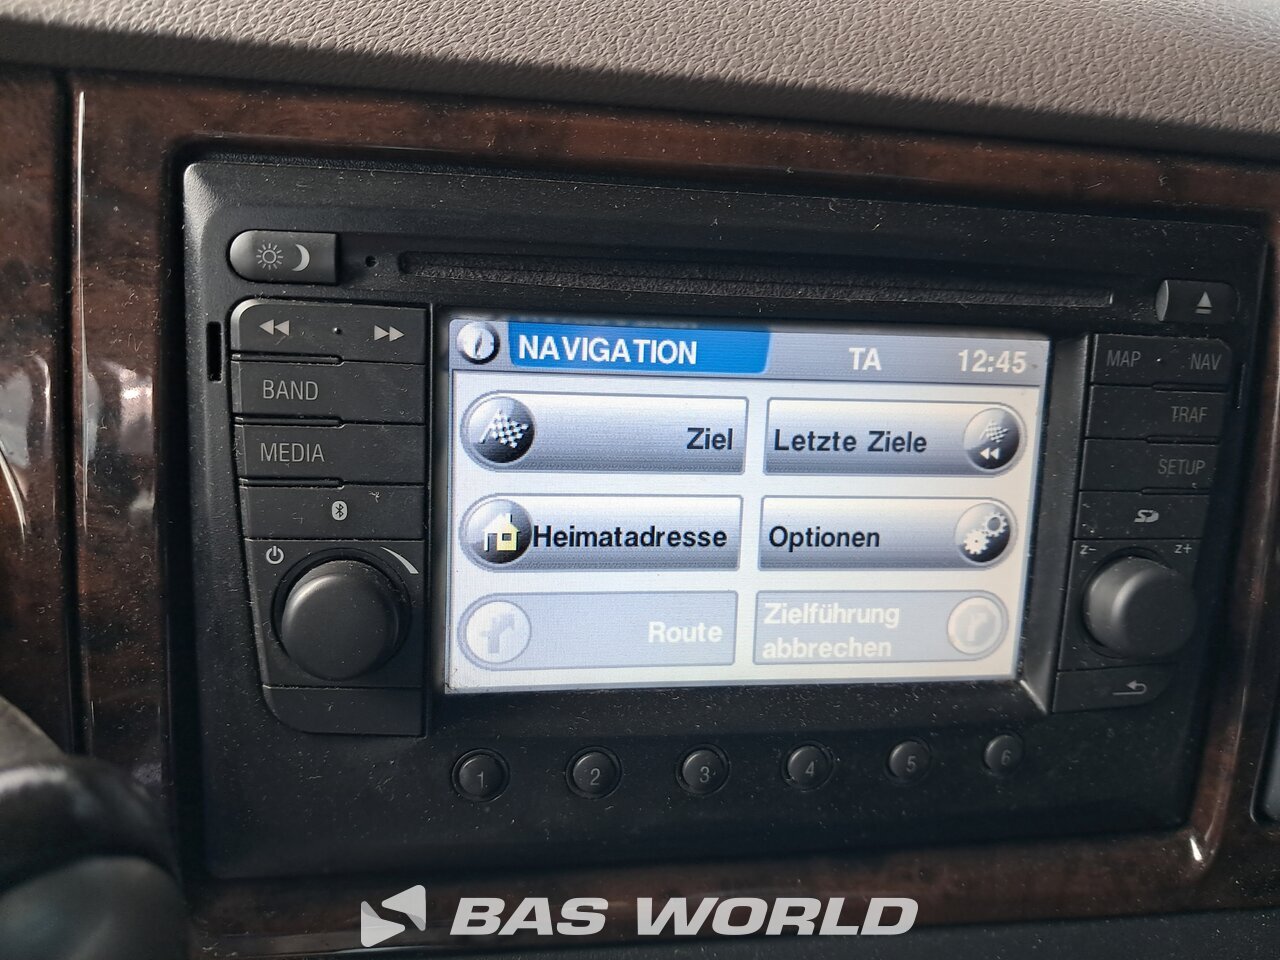 NAVIGATION TA 12:45
Ziel
Letzte Ziele
Heimatadresse
Optionen
Route
Zielführung
abbrechen
BAND
MEDIA
MAP NAV
TRAF
SETUP
z- z+
1 2 3 4 5 6
BAS WORLD